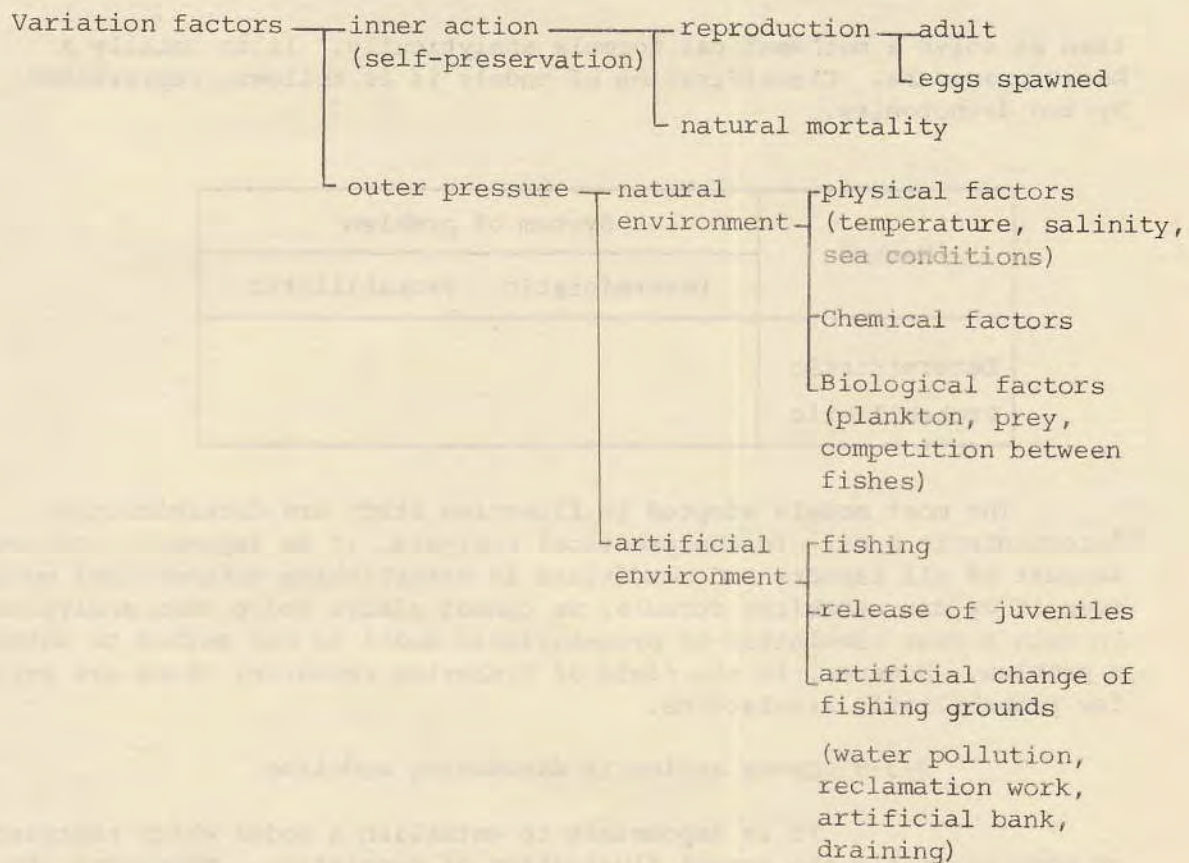 Variation factors inner action reproduction adult
(self-preservation)
eggs spawned
natural mortality
outer pressure natural physical factors
environment (temperature, salinity,
sea conditions)
Chemical factors
Biological factors
(plankton, prey,
competition between
fishes)
artificial fishing
environment
release of juveniles
artificial change of
fishing grounds
(water pollution,
reclamation work,
artificial bank,
draining)